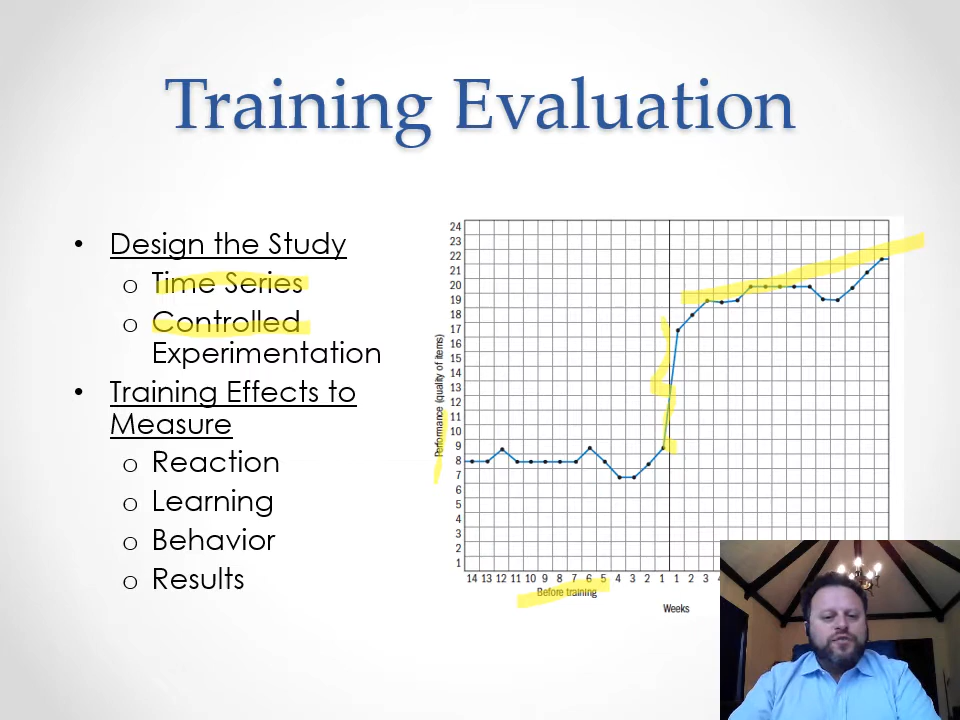 Training Evaluation
• Design the Study
o Time Series
o Controlled
Experimentation
• Training Effects to
Measure
o Reaction
o Learning
o Behavior
o Results
Performance (quality of items)
24
23
22
21
20
19
18
17
16
15
14
13
12
11
10
9
8
7
6
5
4
3
2
1
14 13 12 11 10 9 8 7 6 5 4 3 2 1 1 2 3 4
Before training
Weeks